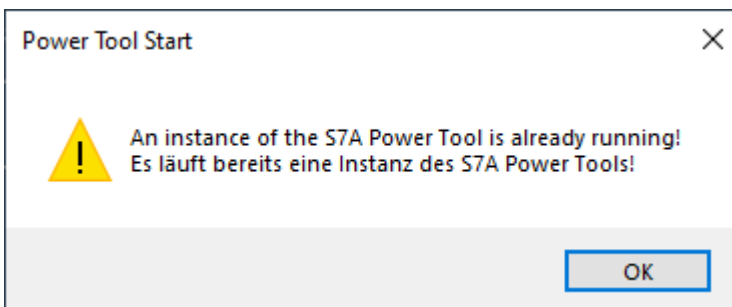 Power Tool Start
An instance of the S7A Power Tool is already running!
Es läuft bereits eine Instanz des S7A Power Tools!
OK